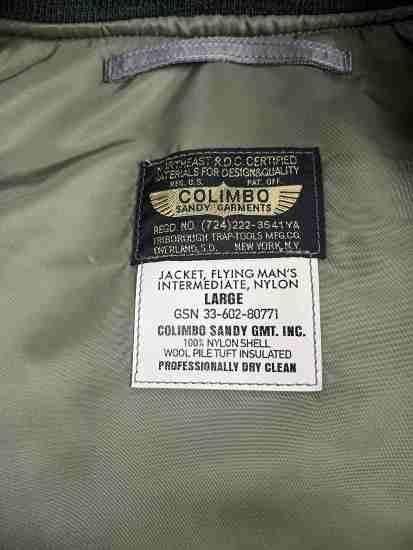 NORTHEAST R.D.C. CERTIFIED
MATERIALS FOR DESIGN&QUALITY
REG. U.S. PAT. OFF.
COLIMBO
SANDY GARMENTS
REGD NO. (724)222-3541YA
TRIBOROUGH TRAP-TOOLS MFG.CO.
OVERLAND, S.D. NEW YORK, N.Y
JACKET, FLYING MAN'S
INTERMEDIATE, NYLON
LARGE
GSN 33-602-80771
COLIMBO SANDY GMT. INC.
100% NYLON SHELL
WOOL PILE TUFT INSULATED
PROFESSIONALLY DRY CLEAN